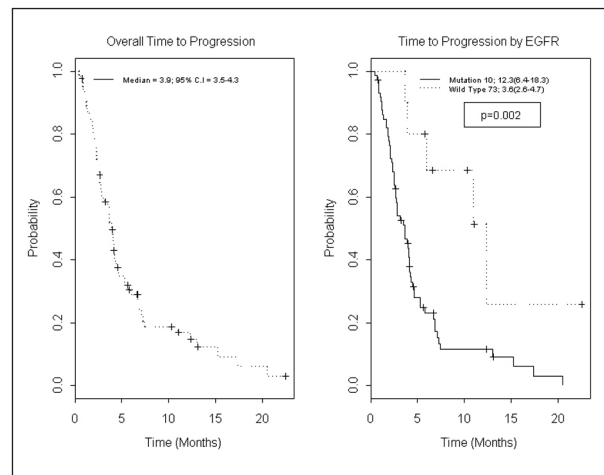 Overall Time to Progression
Median = 3.9; 95% C.I = 3.5-4.3
Probability
1.0
0.8
0.6
0.4
0.2
0.0
0 5 10 15 20
Time (Months)
Time to Progression by EGFR
Mutation 10; 12.3(6.4-18.3)
Wild Type 73; 3.6(2.6-4.7)
p=0.002
Probability
1.0
0.8
0.6
0.4
0.2
0.0
0 5 10 15 20
Time (Months)